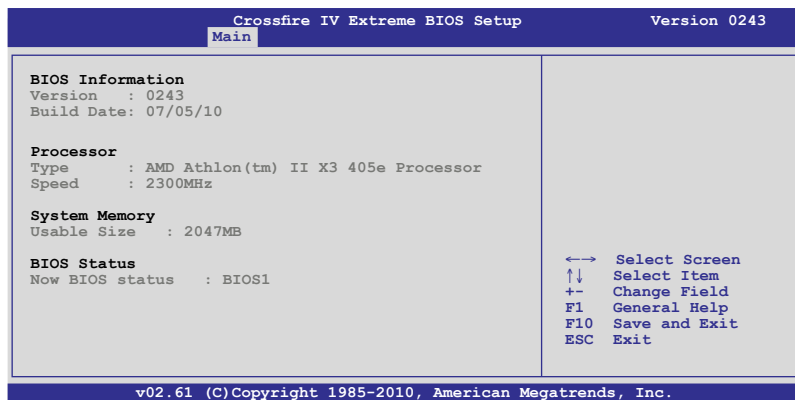 Crossfire IV Extreme BIOS Setup Version 0243
Main
BIOS Information
Version : 0243
Build Date: 07/05/10
Processor
Type : AMD Athlon(tm) II X3 405e Processor
Speed : 2300MHz
System Memory
Usable Size : 2047MB
BIOS Status
Now BIOS status : BIOS1
←→ Select Screen
↑↓ Select Item
+- Change Field
F1 General Help
F10 Save and Exit
ESC Exit
v02.61 (C)Copyright 1985-2010, American Megatrends, Inc.